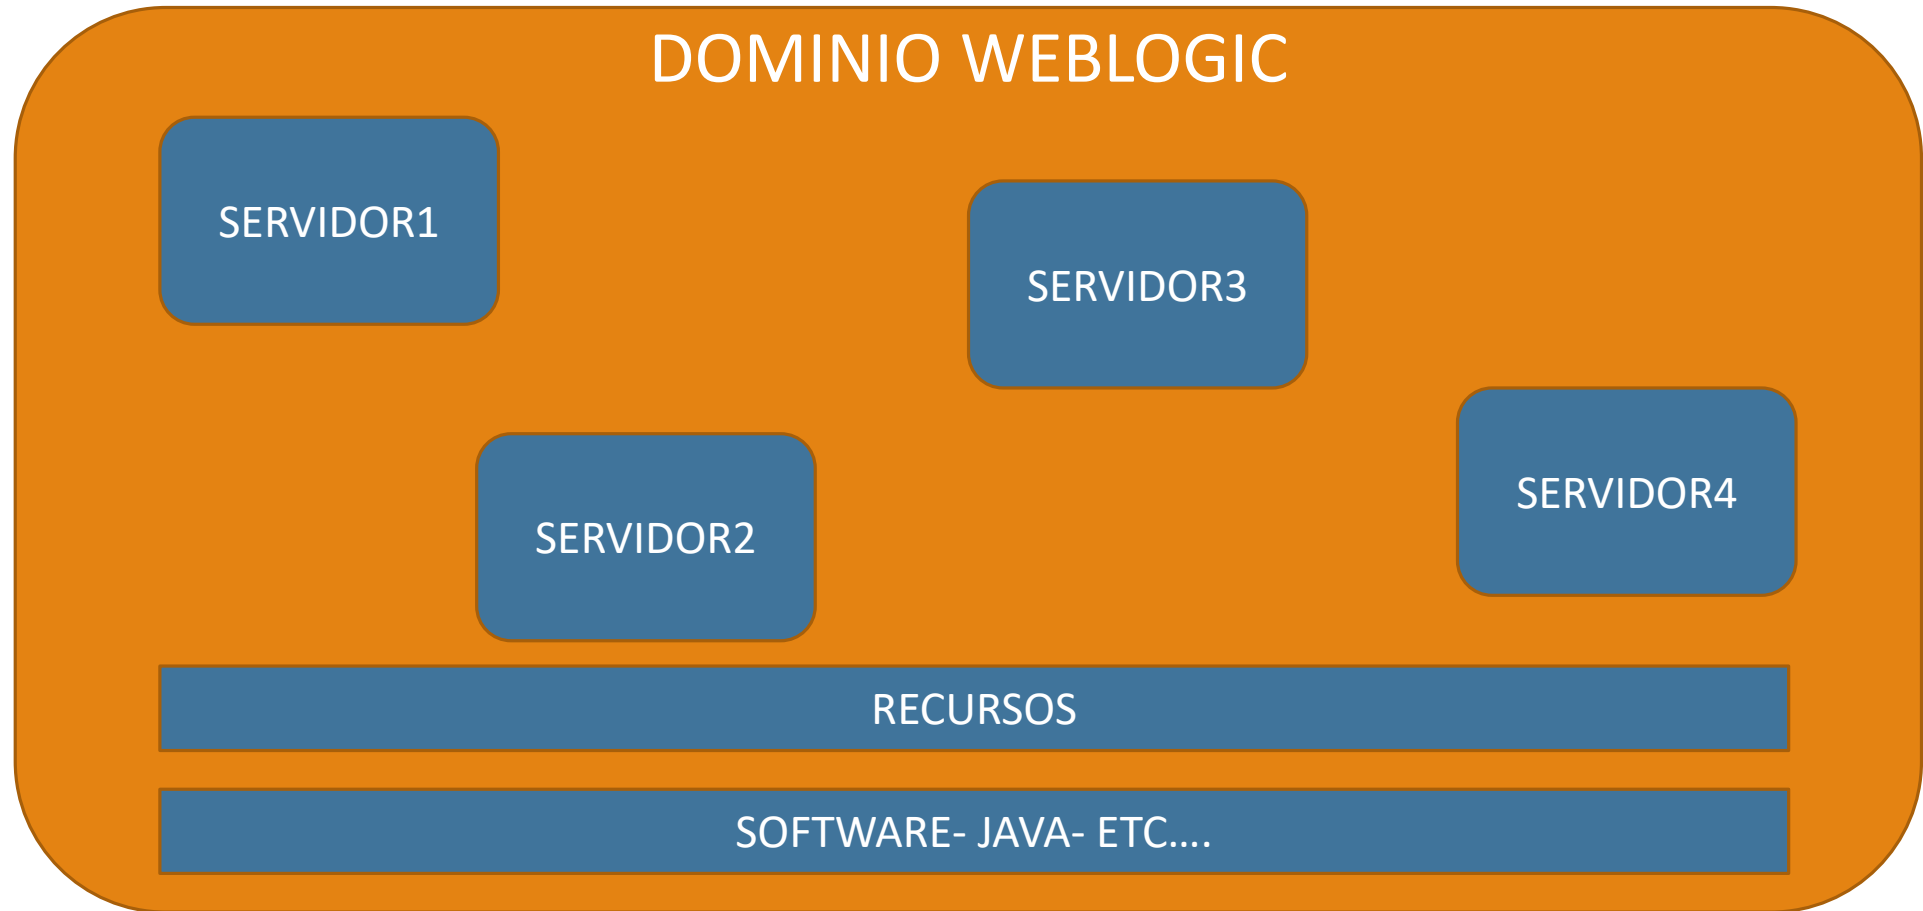 DOMINIO WEBLOGIC
SERVIDOR1
SERVIDOR3
SERVIDOR4
SERVIDOR2
RECURSOS
SOFTWARE- JAVA- ETC....